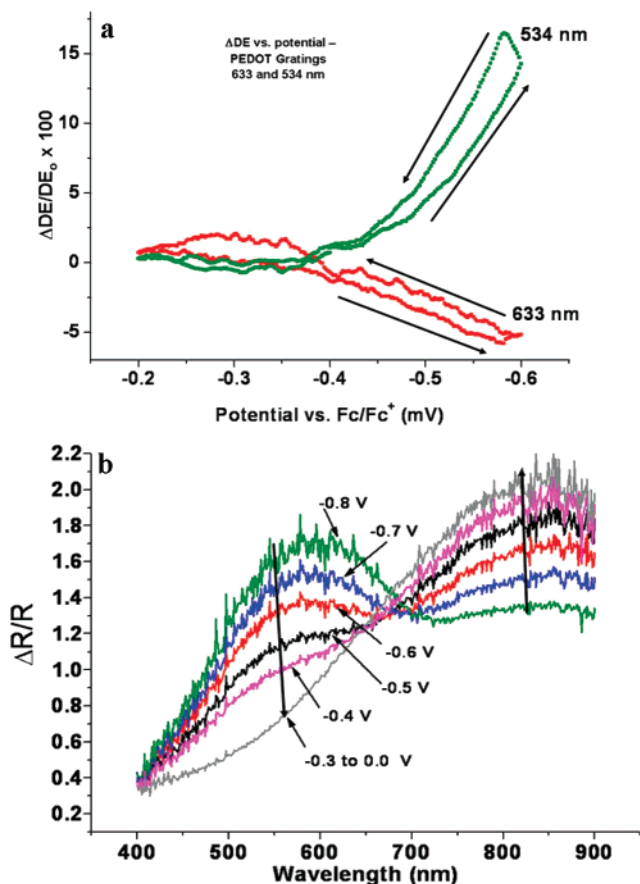 a
ΔDE vs. potential –
PEDOT Gratings
633 and 534 nm
534 nm
633 nm
ΔDE/DEo x 100
15
10
5
0
-5
-0.2 -0.3 -0.4 -0.5 -0.6
Potential vs. Fc/Fc+ (mV)
b
ΔR/R
2.2
2.0
1.8
1.6
1.4
1.2
1.0
0.8
0.6
0.4
0.2
-0.8 V
-0.7 V
-0.6 V
-0.5 V
-0.4 V
-0.3 to 0.0 V
400 500 600 700 800 900
Wavelength (nm)